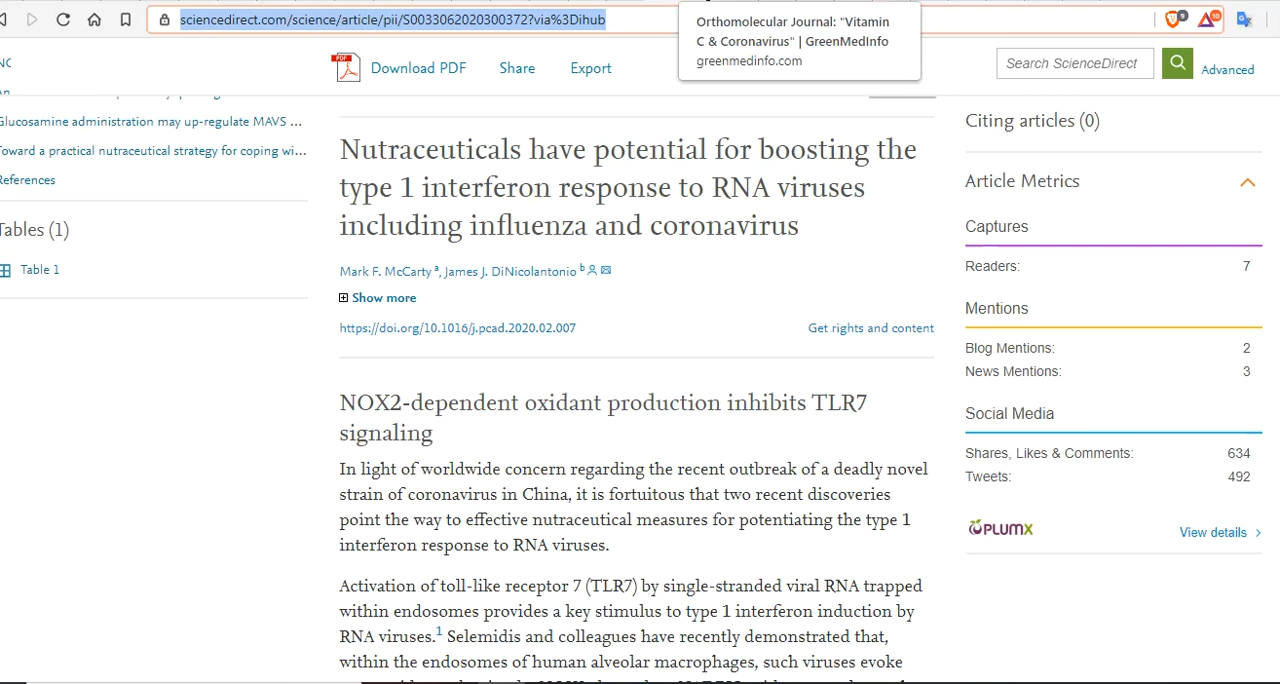 sciencedirect.com/science/article/pii/S0033062020300372?via%3Dihub
9
10
Orthomolecular Journal: "Vitamin
C & Coronavirus" | GreenMedInfo
greenmedinfo.com
PDF
Download PDF
Share
Export
Search ScienceDirect
Advanced
Glucosamine administration may up-regulate MAVS ...
Toward a practical nutraceutical strategy for coping wi...
References
Tables (1)
Table 1
Nutraceuticals have potential for boosting the
type 1 interferon response to RNA viruses
including influenza and coronavirus
Mark F. McCarty a, James J. DiNicolantonio b
Show more
https://doi.org/10.1016/j.pcad.2020.02.007
Get rights and content
NOX2-dependent oxidant production inhibits TLR7
signaling
In light of worldwide concern regarding the recent outbreak of a deadly novel
strain of coronavirus in China, it is fortuitous that two recent discoveries
point the way to effective nutraceutical measures for potentiating the type 1
interferon response to RNA viruses.
Activation of toll-like receptor 7 (TLR7) by single-stranded viral RNA trapped
within endosomes provides a key stimulus to type 1 interferon induction by
RNA viruses.1 Selemidis and colleagues have recently demonstrated that,
within the endosomes of human alveolar macrophages, such viruses evoke
Citing articles (0)
Article Metrics
Captures
Readers: 7
Mentions
Blog Mentions: 2
News Mentions: 3
Social Media
Shares, Likes & Comments: 634
Tweets: 492
PLUMX
View details